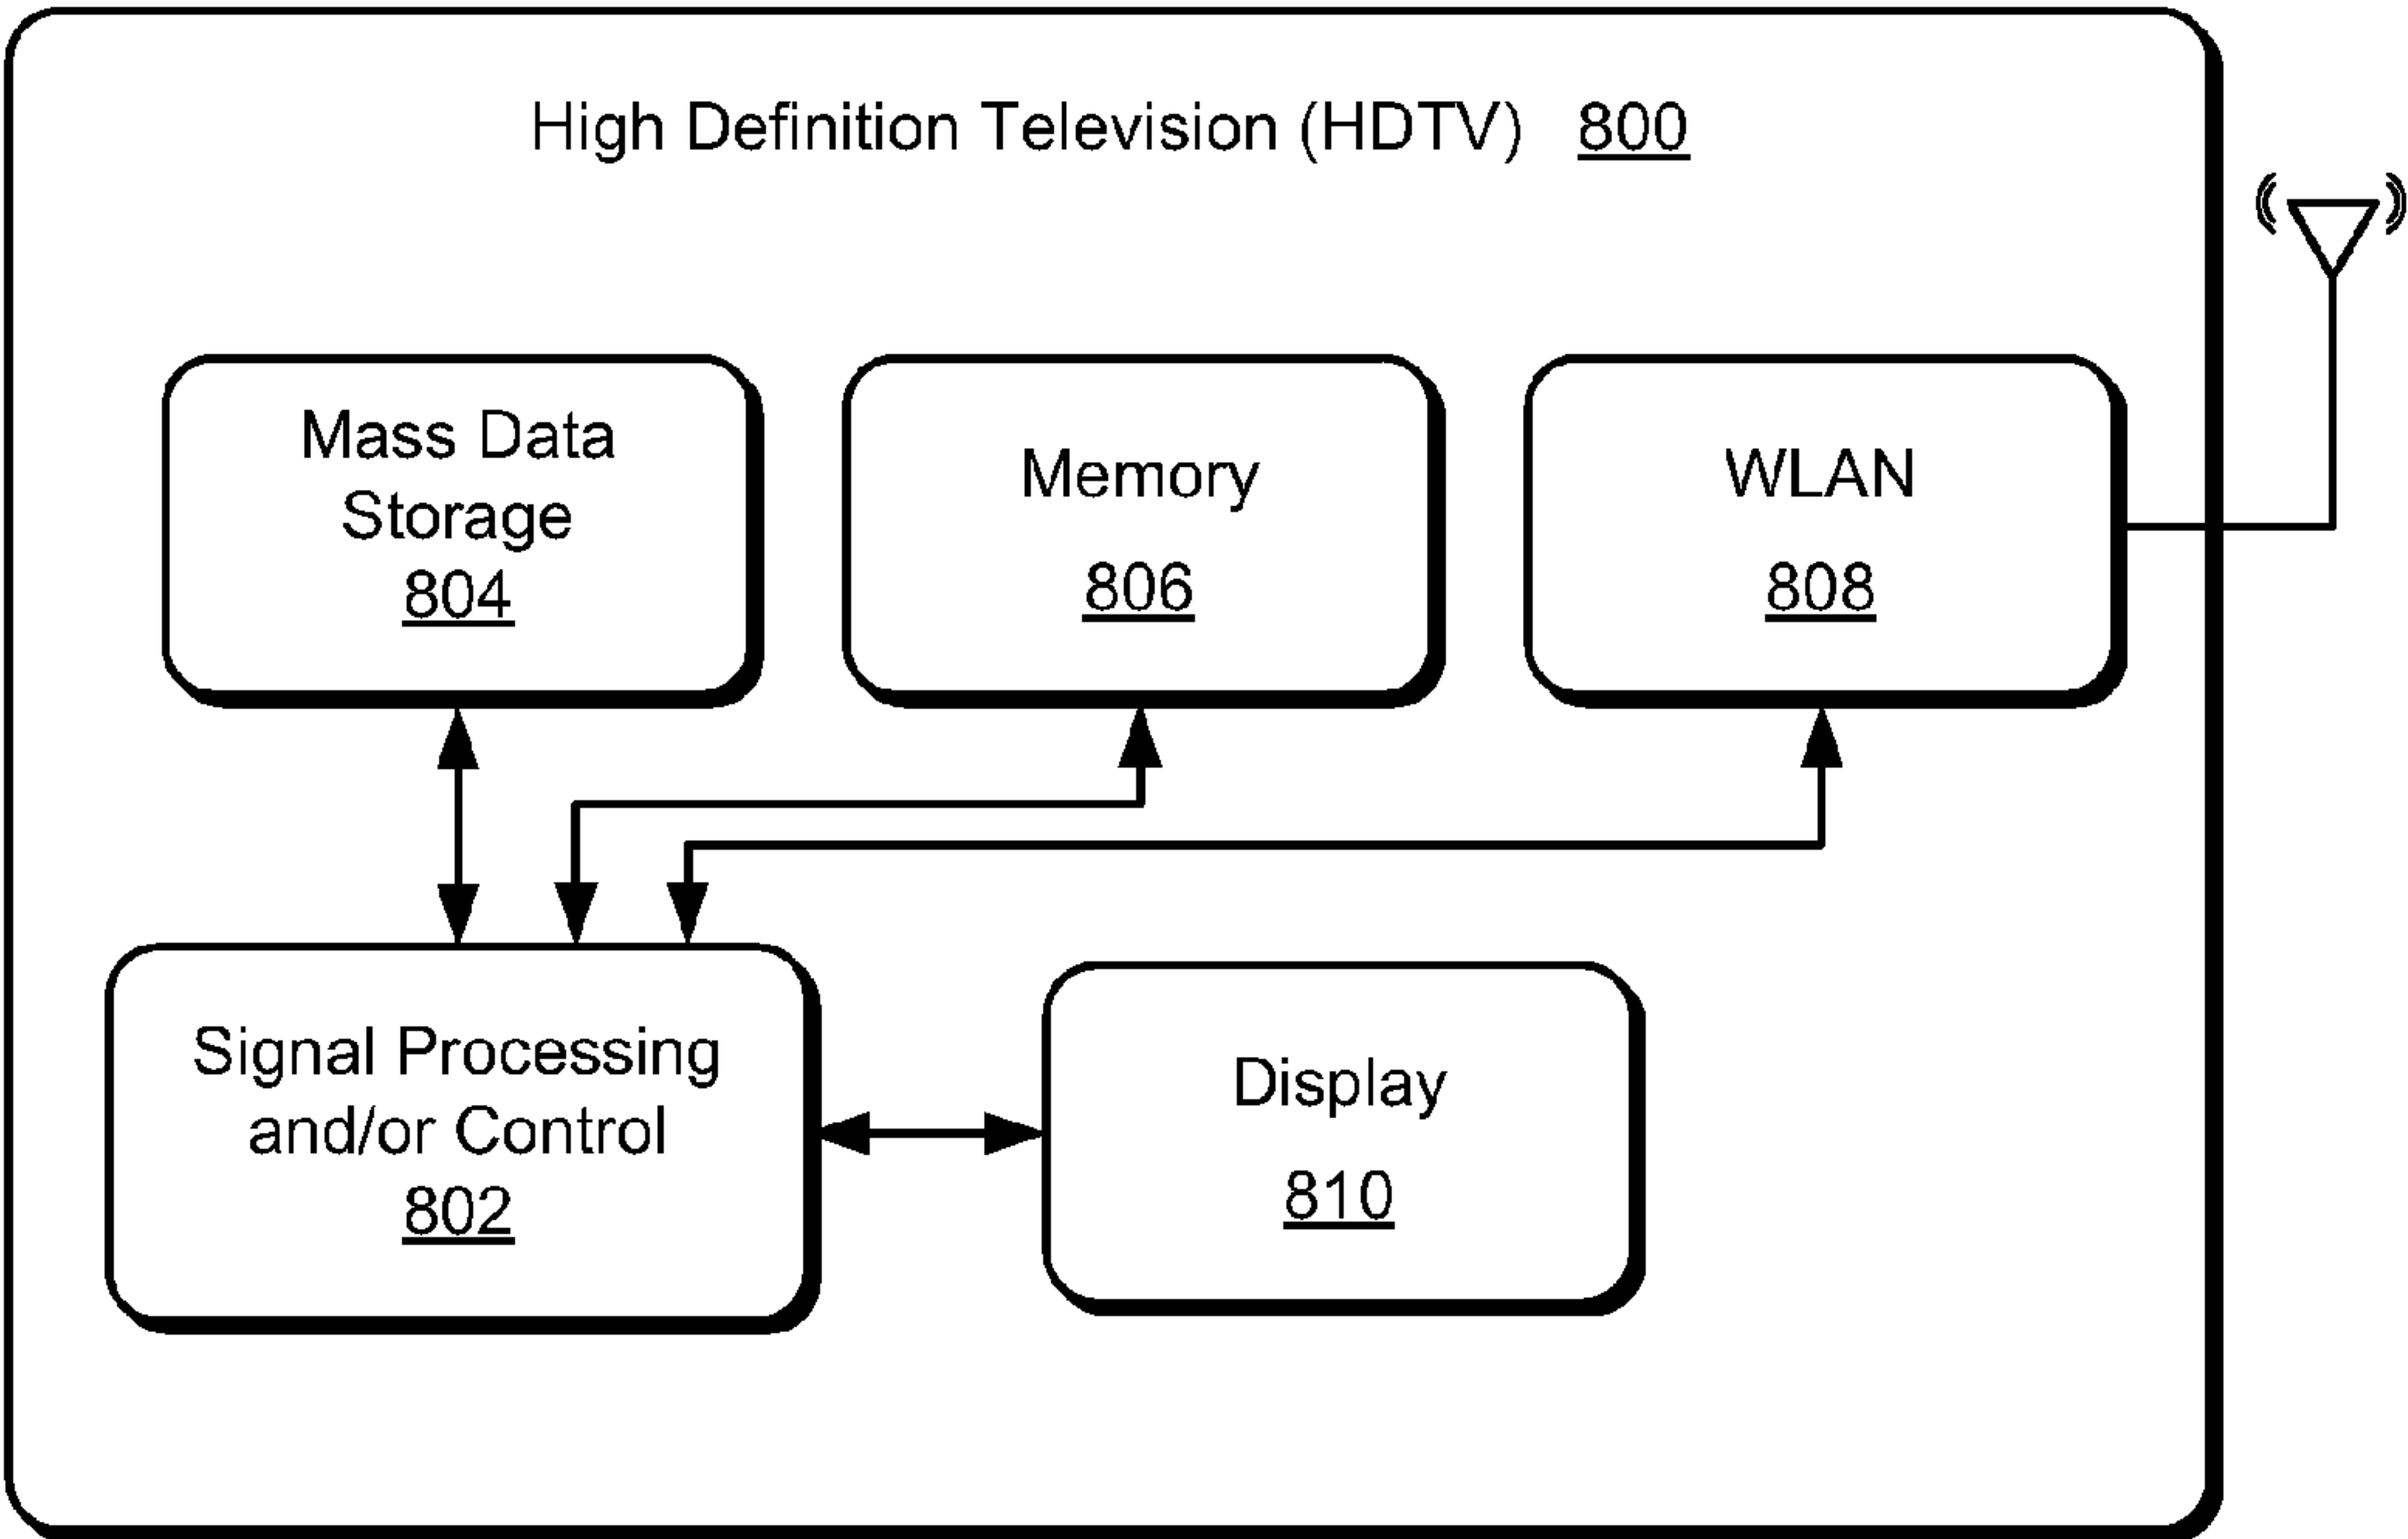 High Definition Television (HDTV) 800
Mass Data
Storage
804
Memory
806
WLAN
808
Signal Processing
and/or Control
802
Display
810